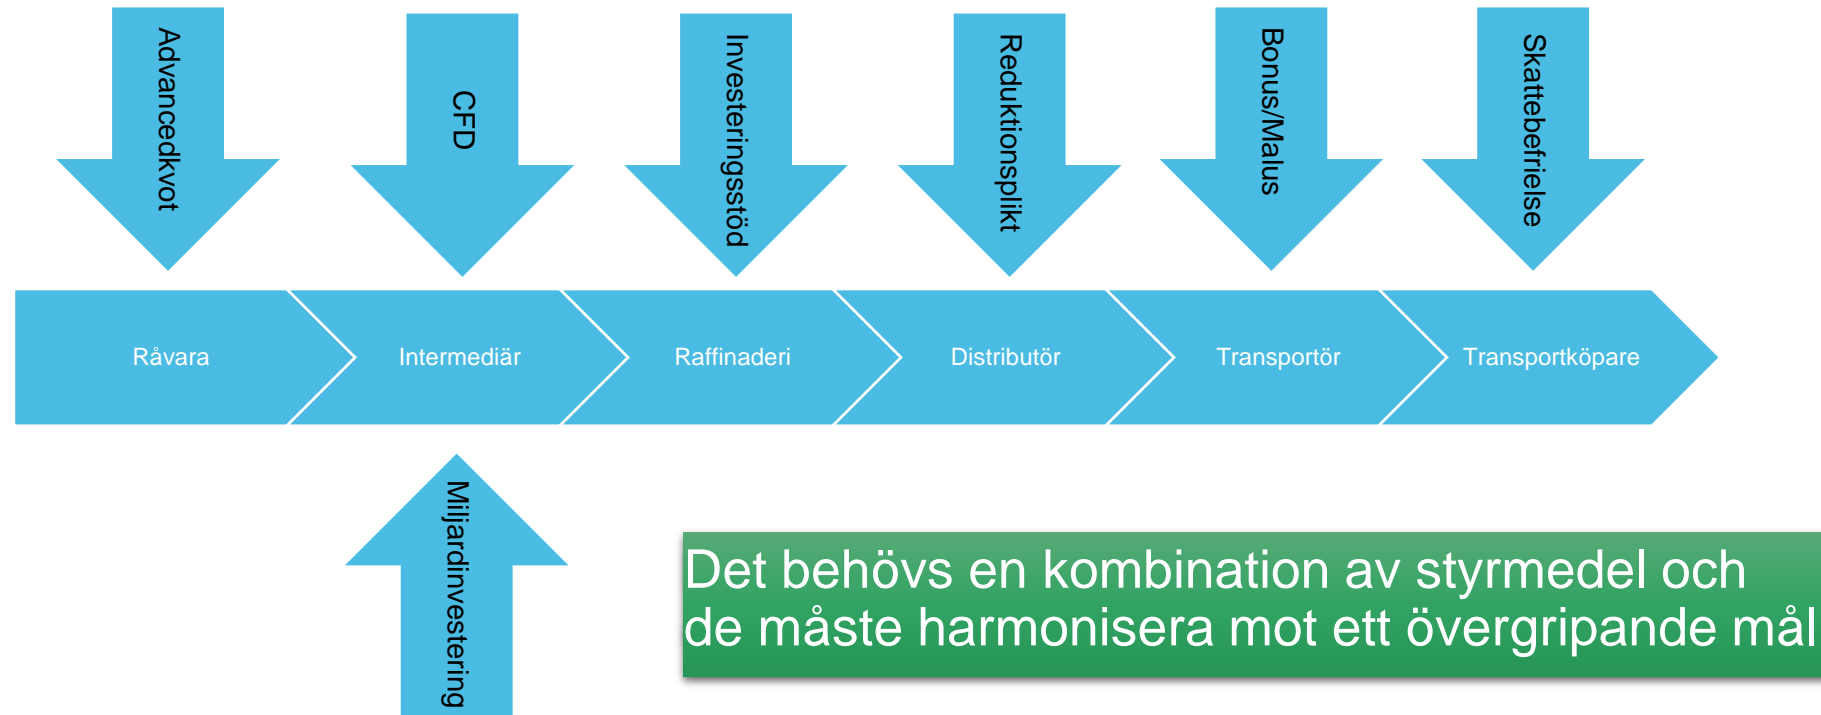 Advancedkvot
CFD
Investeringsstöd
Reduktionsplikt
Bonus/Malus
Skattebefrielse
Råvara
Intermediär
Raffinaderi
Distributör
Transportör
Transportköpare
Miljardinvestering
Det behövs en kombination av styrmedel och
de måste harmonisera mot ett övergripande mål